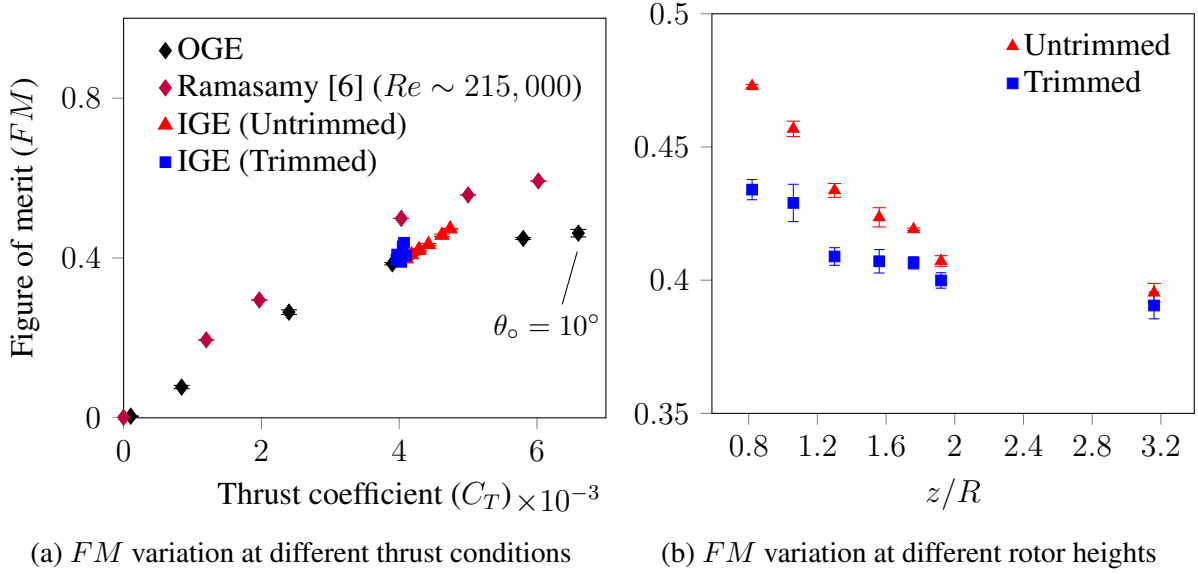 OGE
Ramasamy [6] (Re ∼ 215,000)
IGE (Untrimmed)
IGE (Trimmed)
θ∘ = 10°
0.8
0.4
0
0 2 4 6
Figure of merit (FM)
Thrust coefficient (C_T) ×10⁻³
(a) FM variation at different thrust conditions
Untrimmed
Trimmed
0.5
0.45
0.4
0.35
0.8 1.2 1.6 2 2.4 2.8 3.2
z/R
(b) FM variation at different rotor heights